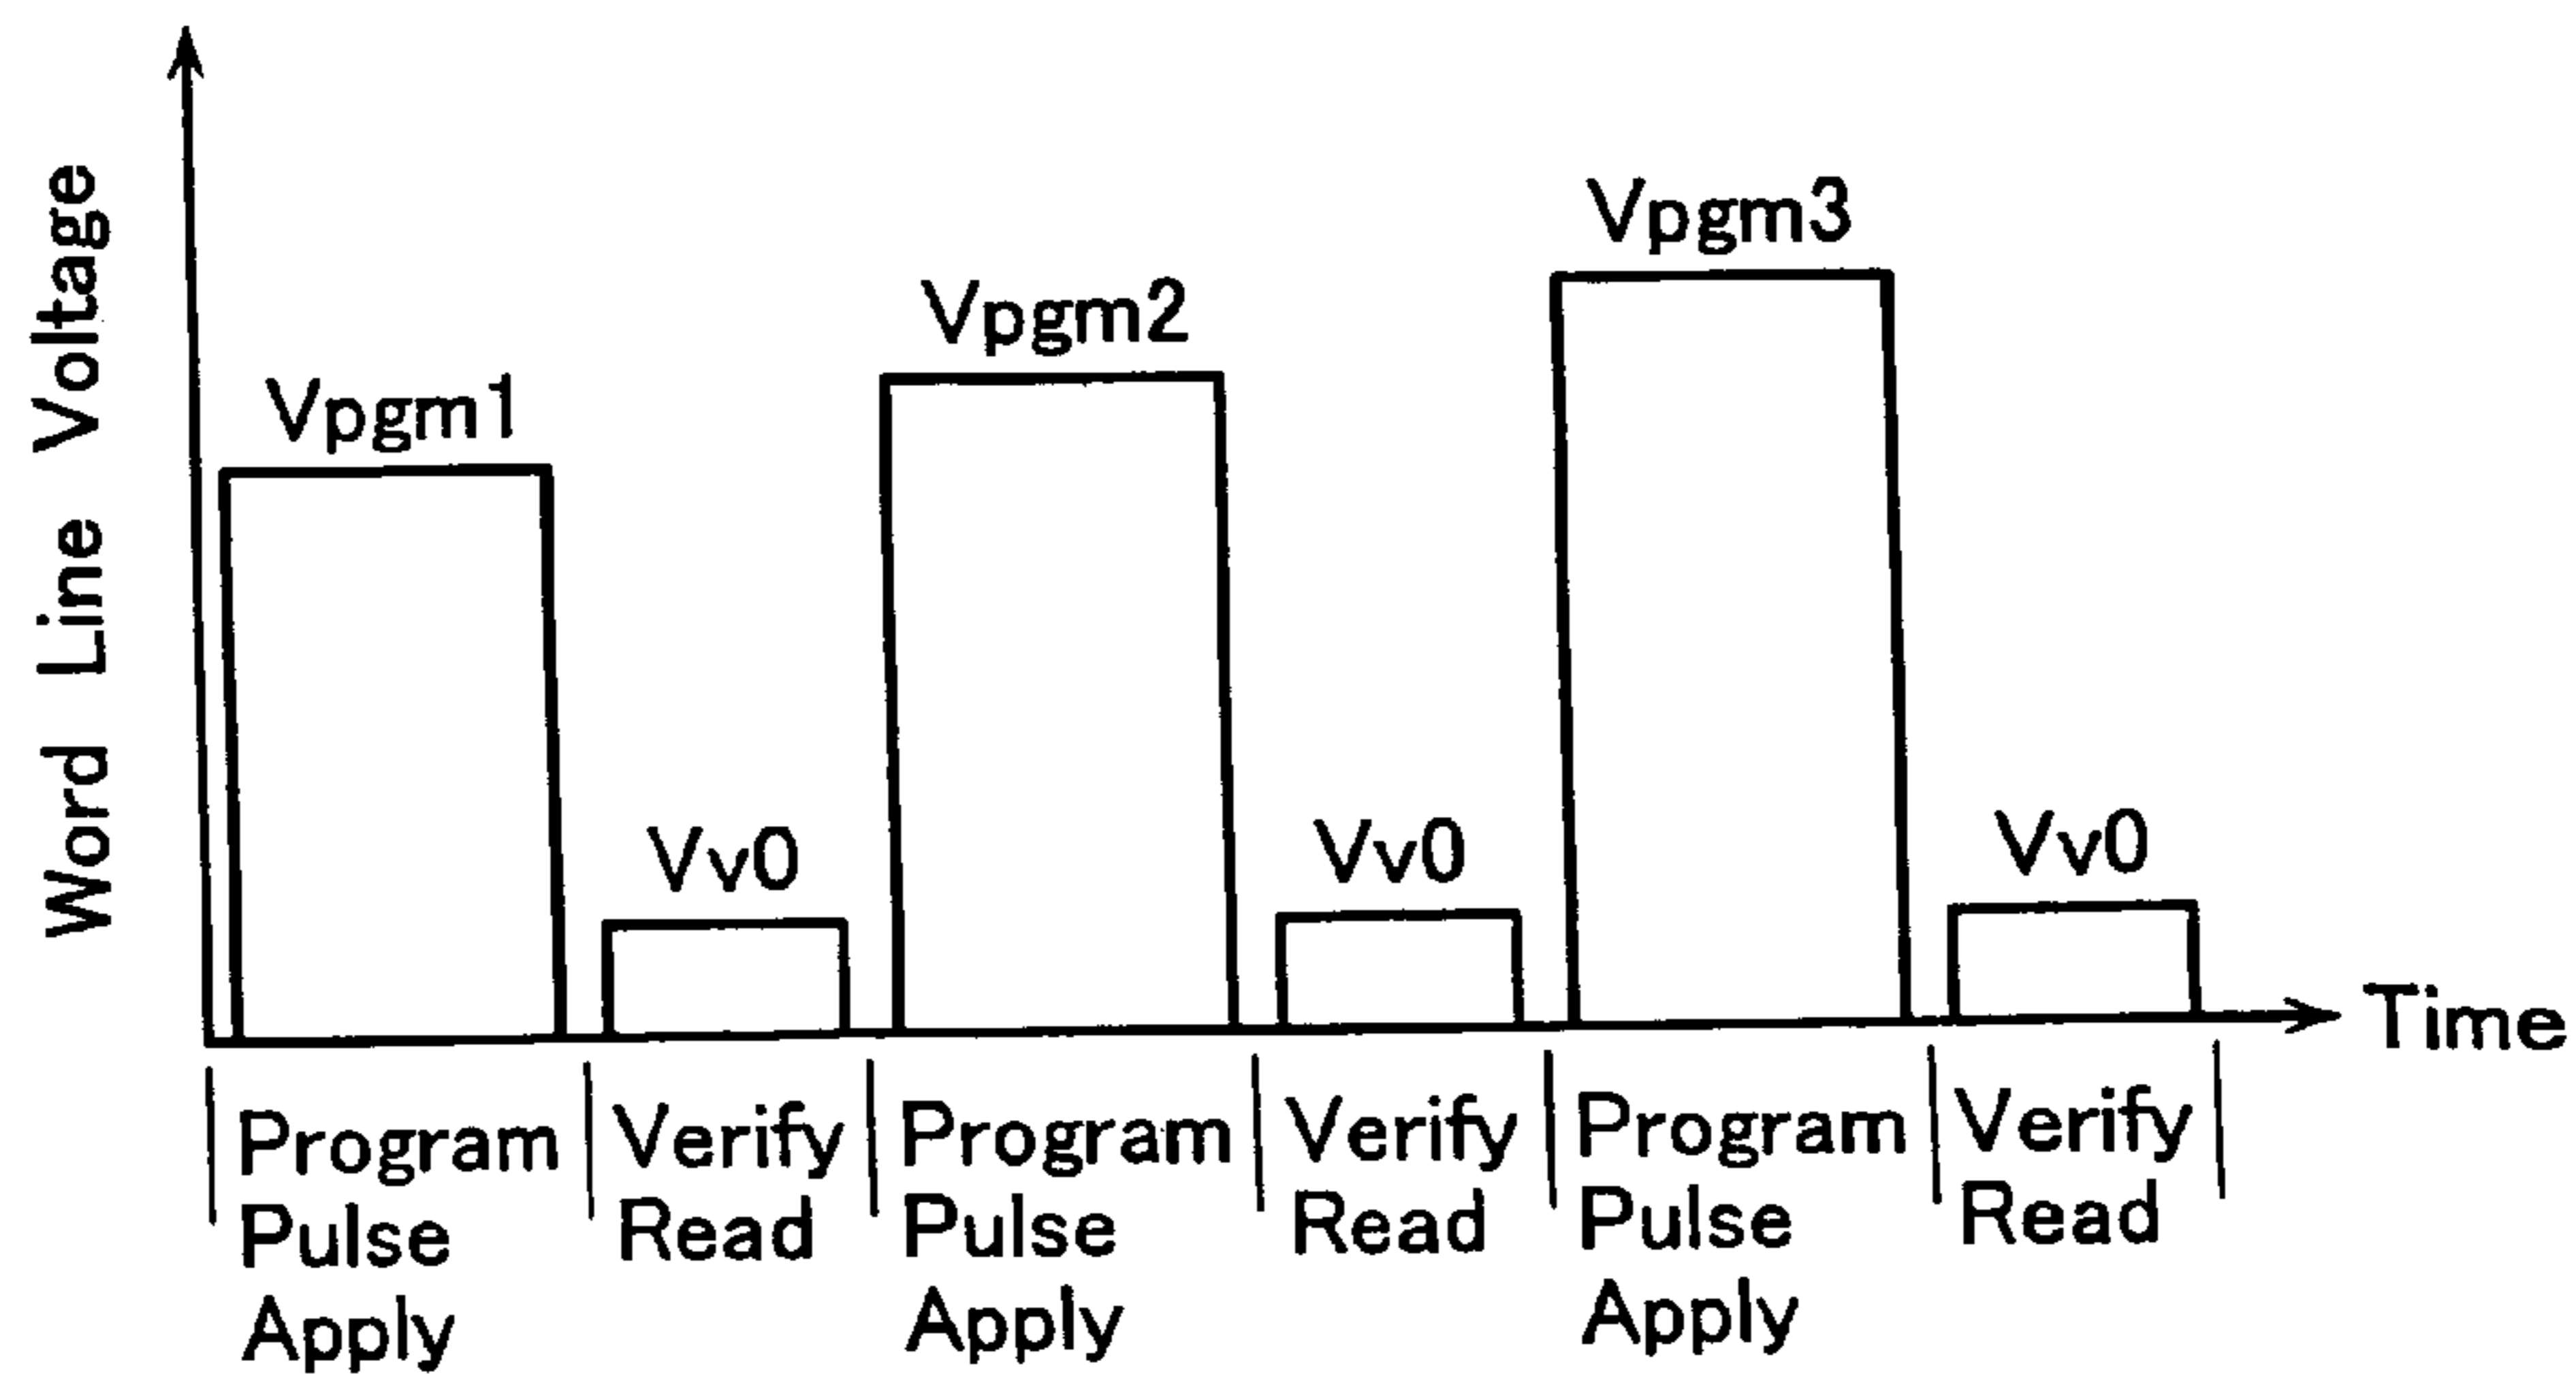 Word Line Voltage
Vpgm1
Vv0
Vpgm2
Vv0
Vpgm3
Vv0
Time
Program
Pulse
Apply
Verify
Read
Program
Pulse
Apply
Verify
Read
Program
Pulse
Apply
Verify
Read